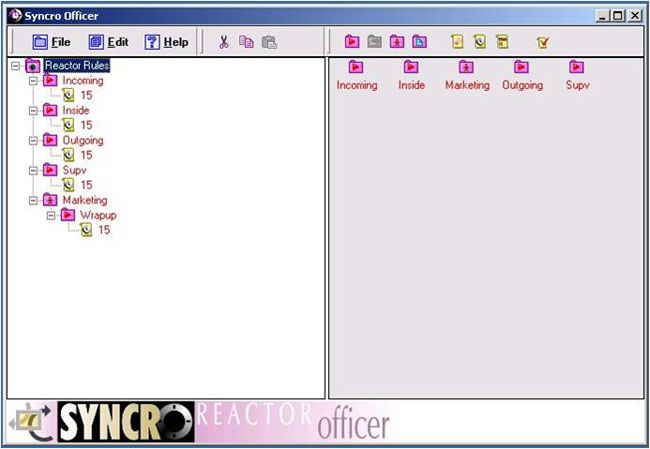 Syncro Officer
File Edit Help
Reactor Rules
Incoming
15
Inside
15
Outgoing
15
Supv
15
Marketing
Wrapup
15
Incoming Inside Marketing Outgoing Supv
SYNCRO REACTOR officer